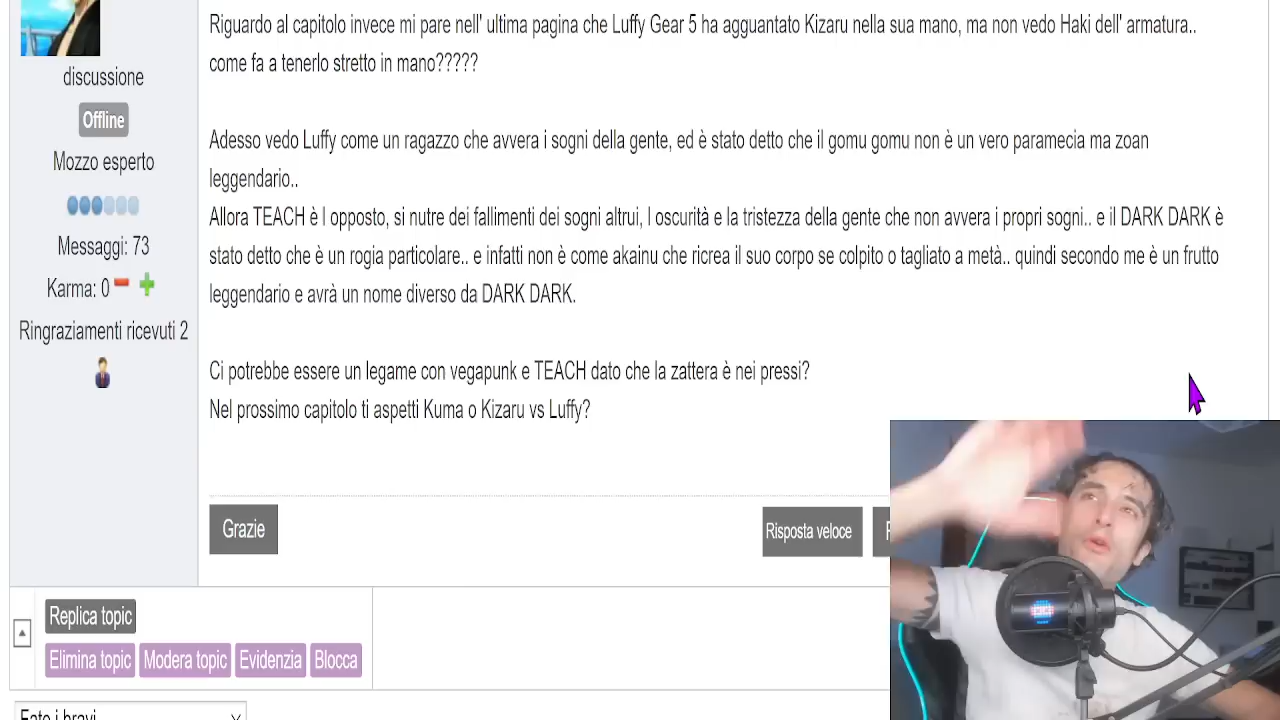 Riguardo al capitolo invece mi pare nell' ultima pagina che Luffy Gear 5 ha agguantato Kizaru nella sua mano, ma non vedo Haki dell' armatura..
come fa a tenerlo stretto in mano?????
discussione
Offline
Mozzo esperto
Messaggi: 73
Karma: 0
Ringraziamenti ricevuti 2
Adesso vedo Luffy come un ragazzo che avvera i sogni della gente, ed è stato detto che il gomu gomu non è un vero paramecia ma zoan
leggendario..
Allora TEACH è l opposto, si nutre dei fallimenti dei sogni altrui, l oscurità e la tristezza della gente che non avvera i propri sogni.. e il DARK DARK è
stato detto che è un rogia particolare.. e infatti non è come akainu che ricrea il suo corpo se colpito o tagliato a metà.. quindi secondo me è un frutto
leggendario e avrà un nome diverso da DARK DARK.
Ci potrebbe essere un legame con vegapunk e TEACH dato che la zattera è nei pressi?
Nel prossimo capitolo ti aspetti Kuma o Kizaru vs Luffy?
Grazie
Risposta veloce
Replica topic
Elimina topic Modera topic Evidenzia Blocca
Fate i bravi